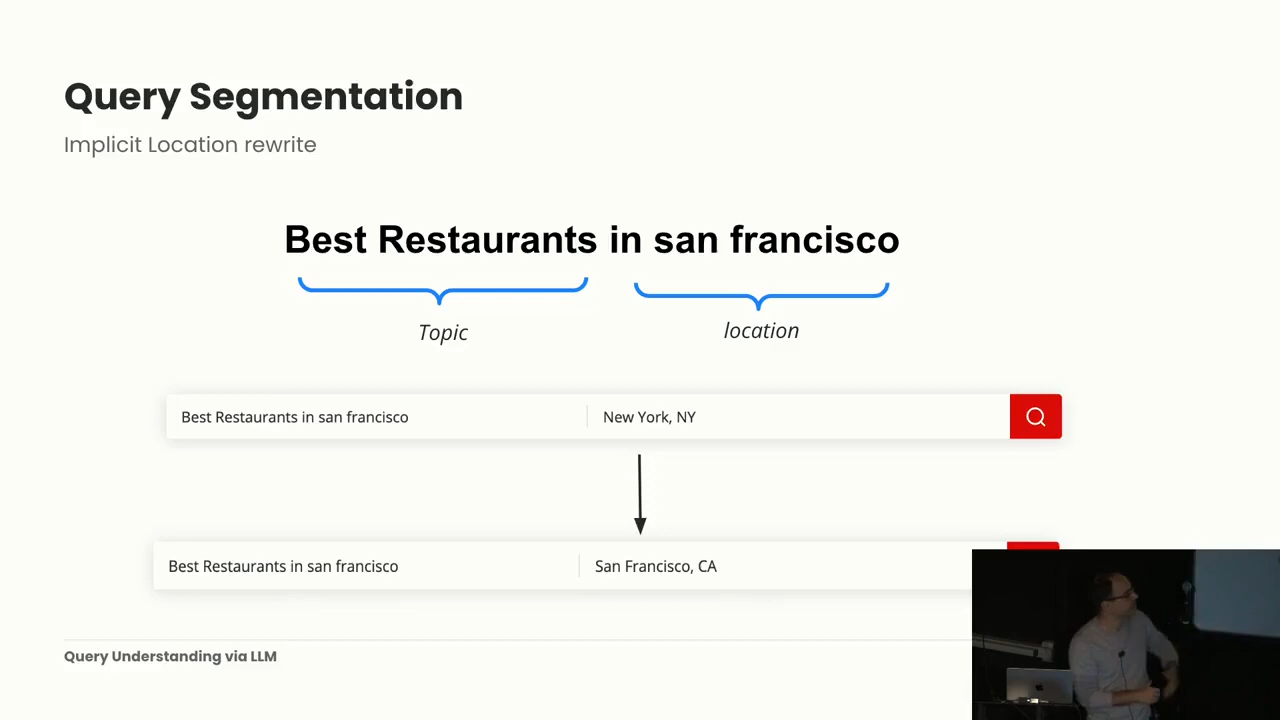 Query Segmentation
Implicit Location rewrite
Best Restaurants in san francisco
Topic
location
Best Restaurants in san francisco
New York, NY
Best Restaurants in san francisco
San Francisco, CA
Query Understanding via LLM